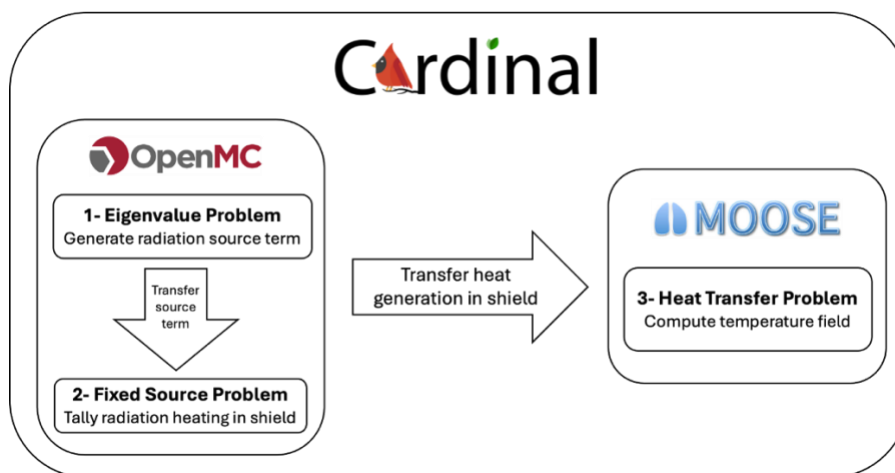 Cardinal
OpenMC
1- Eigenvalue Problem
Generate radiation source term
Transfer
source
term
2- Fixed Source Problem
Tally radiation heating in shield
Transfer heat
generation in shield
MOOSE
3- Heat Transfer Problem
Compute temperature field